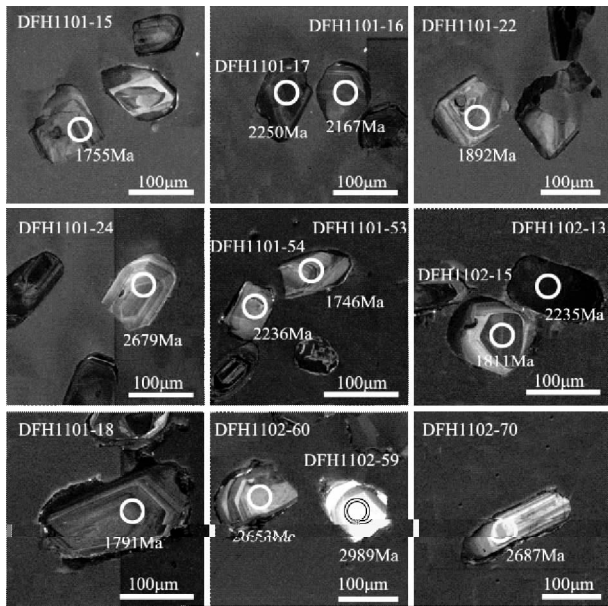 DFH1101-15
1755Ma
100μm
DFH1101-16
DFH1101-17
2250Ma
2167Ma
100μm
DFH1101-22
1892Ma
100μm
DFH1101-24
2679Ma
100μm
DFH1101-53
DFH1101-54
1746Ma
2236Ma
100μm
DFH1102-13
DFH1102-15
2235Ma
1811Ma
100μm
DFH1101-18
1791Ma
100μm
DFH1102-60
DFH1102-59
2989Ma
100μm
DFH1102-70
2687Ma
100μm